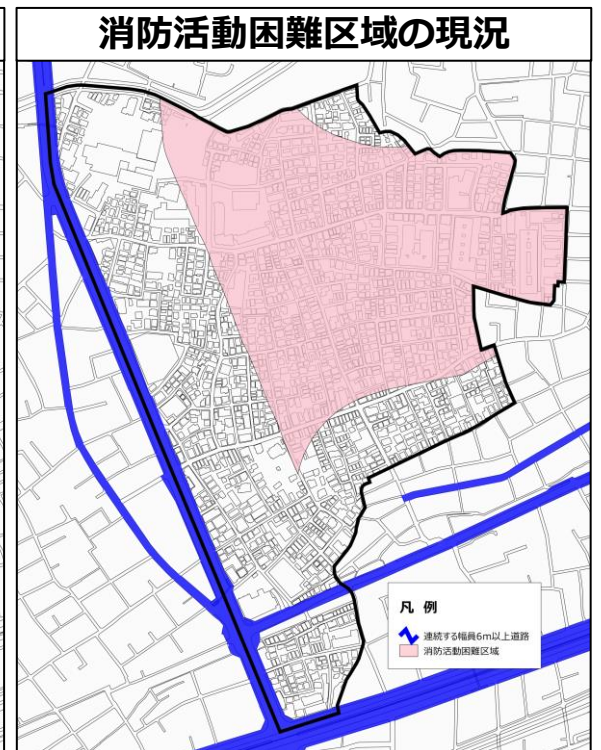 消防活動困難区域の現況
凡 例
連続する幅員6m以上道路
消防活動困難区域